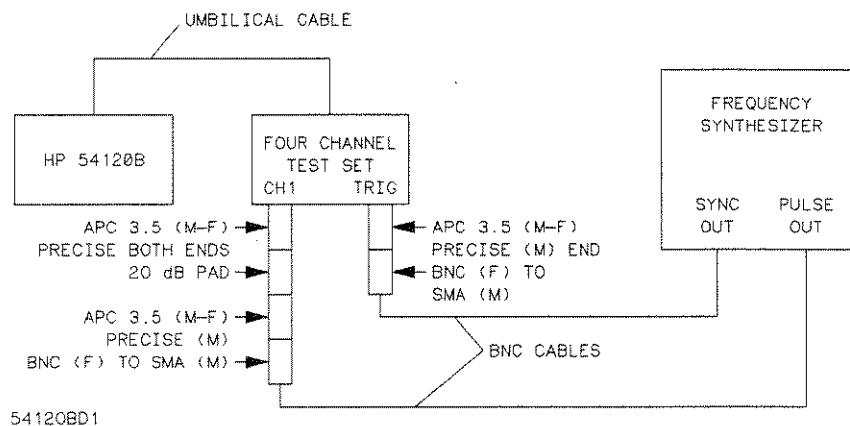 UMBILICAL CABLE
HP 54120B
FOUR CHANNEL
TEST SET
CH1 TRIG
FREQUENCY
SYNTHESIZER
SYNC PULSE
OUT OUT
APC 3.5 (M-F)
PRECISE BOTH ENDS
20 dB PAD
APC 3.5 (M-F)
PRECISE (M)
BNC (F) TO SMA (M)
APC 3.5 (M-F)
PRECISE (M) END
BNC (F) TO
SMA (M)
BNC CABLES
54120BD1